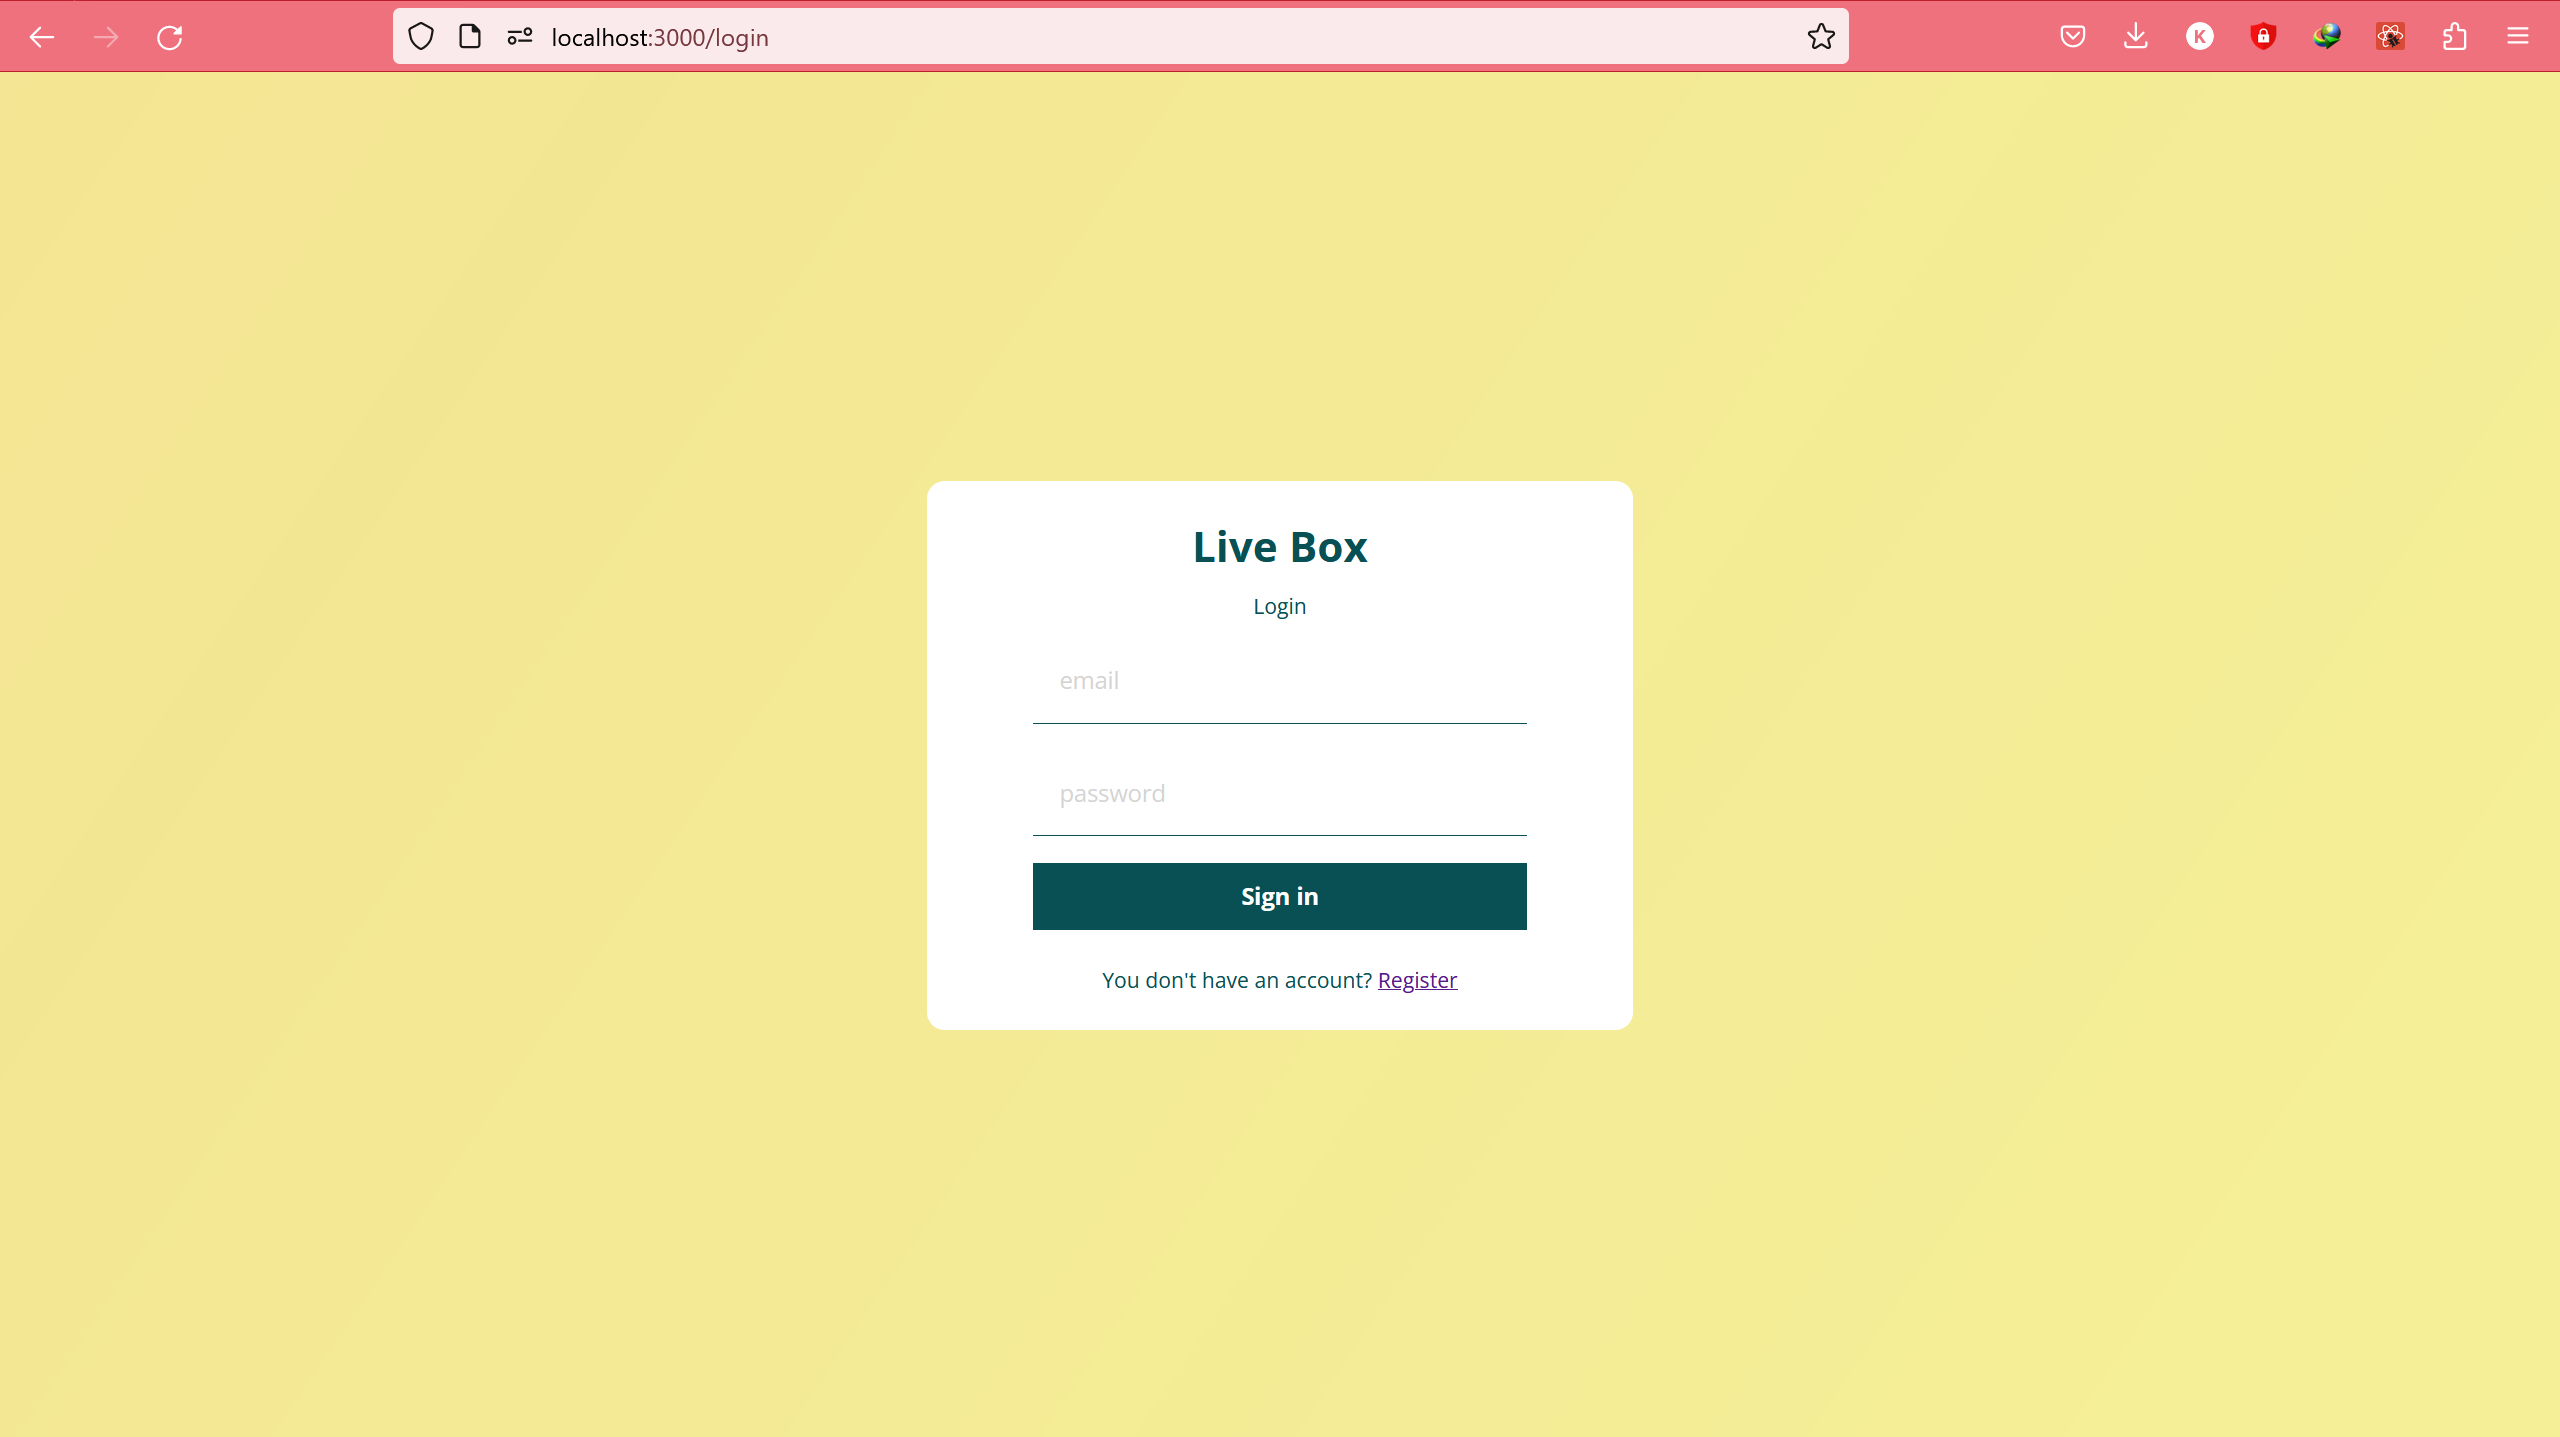 localhost:3000/login
K
Live Box
Login
email
password
Sign in
You don't have an account? Register